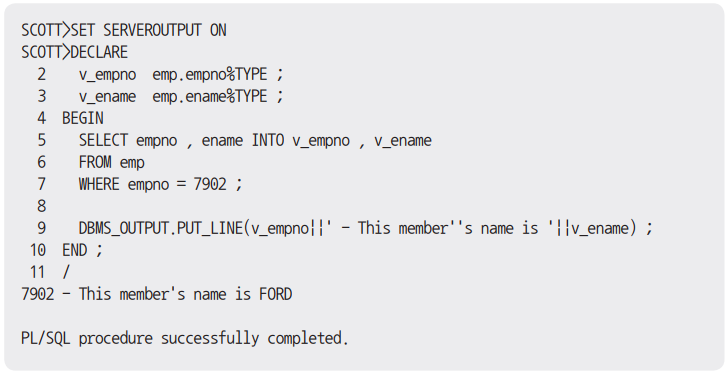 SCOTT>SET SERVEROUTPUT ON
SCOTT>DECLARE
  2    v_empno  emp.empno%TYPE ;
  3    v_ename  emp.ename%TYPE ;
  4  BEGIN
  5    SELECT empno , ename INTO v_empno , v_ename
  6    FROM emp
  7    WHERE empno = 7902 ;
  8
  9    DBMS_OUTPUT.PUT_LINE(v_empno||' - This member''s name is '||v_ename) ;
 10  END ;
 11  /
7902 - This member's name is FORD
PL/SQL procedure successfully completed.